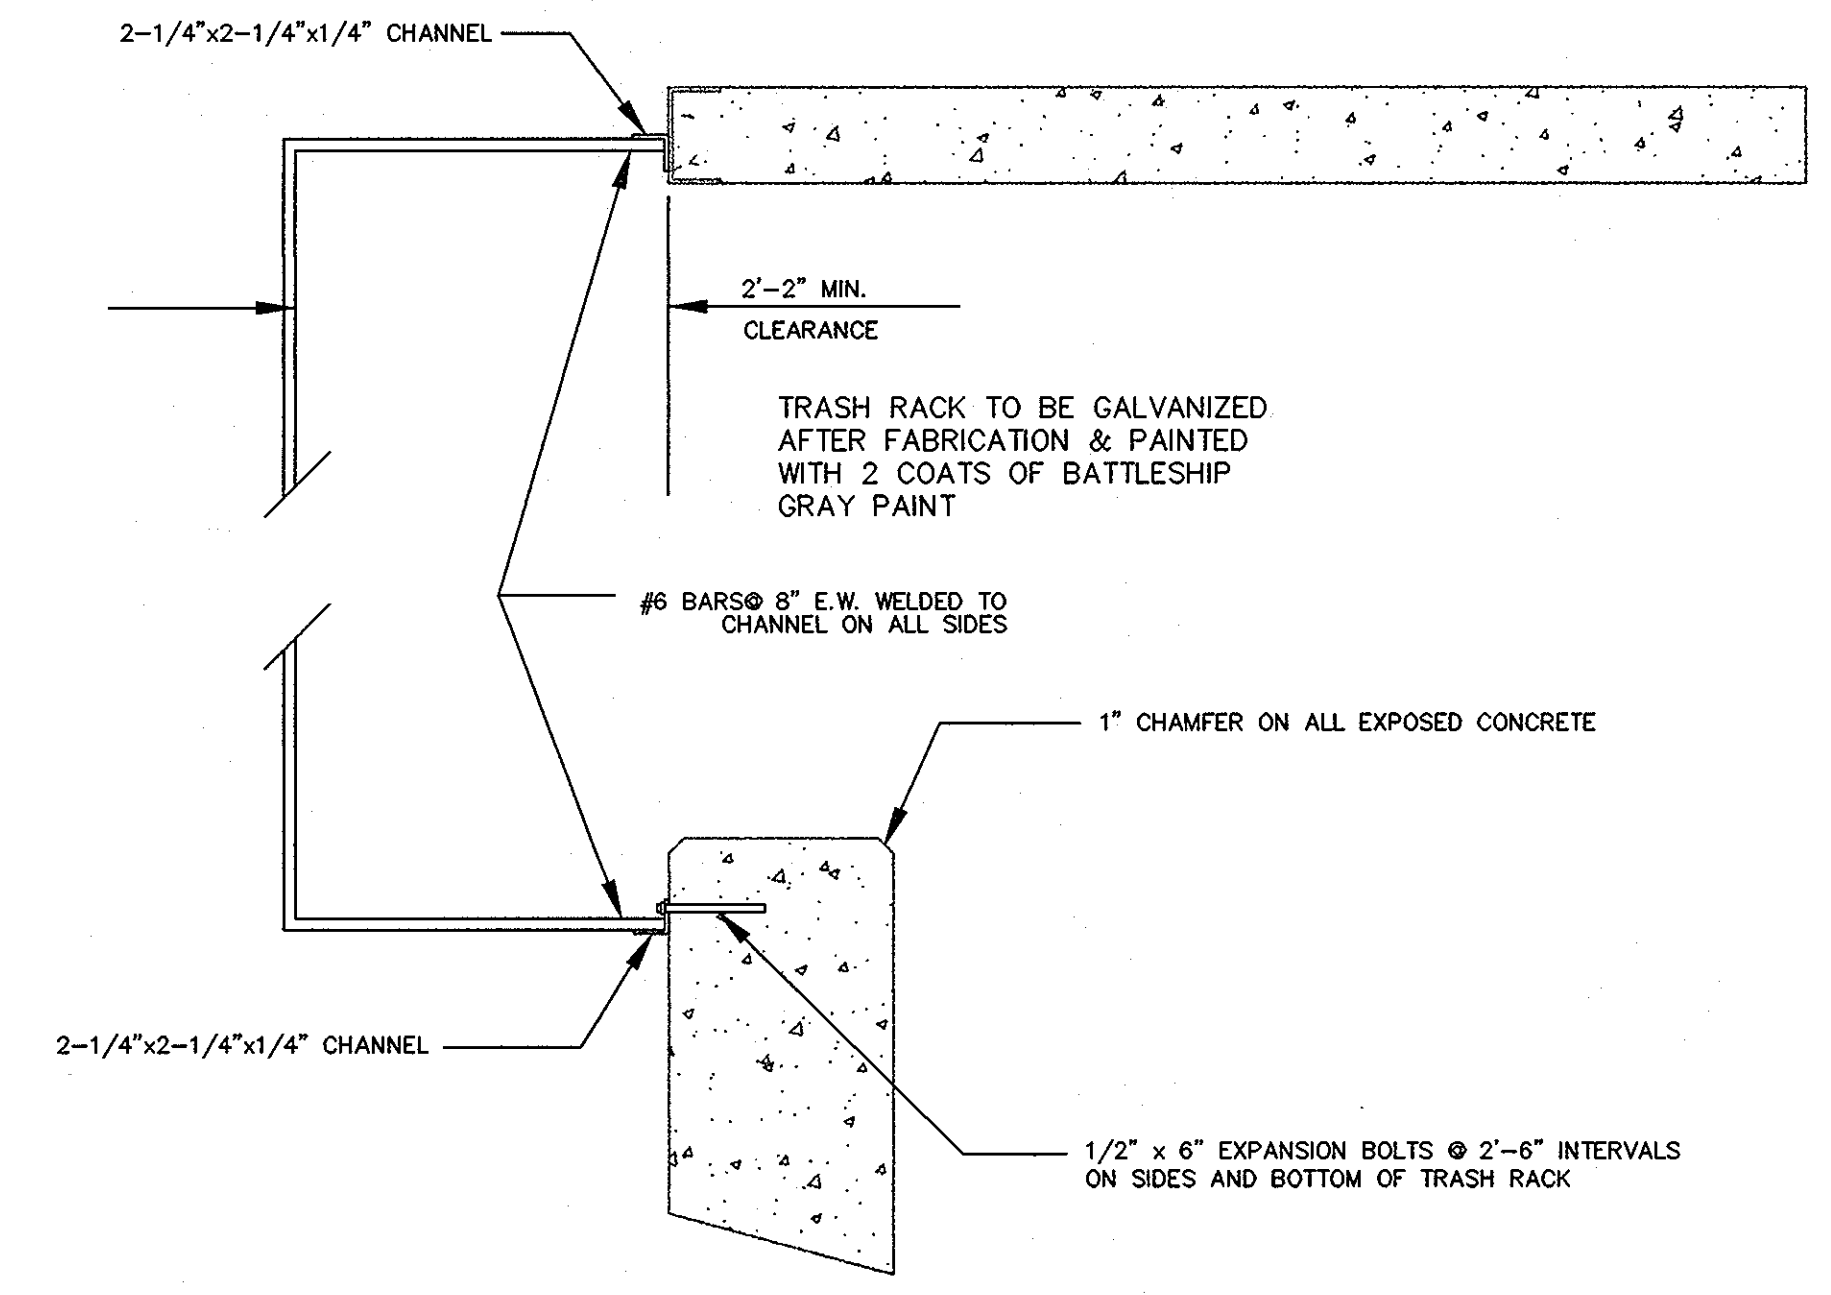 2-1/4"x2-1/4"x1/4" CHANNEL
2'-2" MIN.
CLEARANCE
TRASH RACK TO BE GALVANIZED
AFTER FABRICATION & PAINTED
WITH 2 COATS OF BATTLESHIP
GRAY PAINT
#6 BARS@ 8" E.W. WELDED TO
CHANNEL ON ALL SIDES
1" CHAMFER ON ALL EXPOSED CONCRETE
2-1/4"x2-1/4"x1/4" CHANNEL
1/2" x 6" EXPANSION BOLTS @ 2'-6" INTERVALS
ON SIDES AND BOTTOM OF TRASH RACK